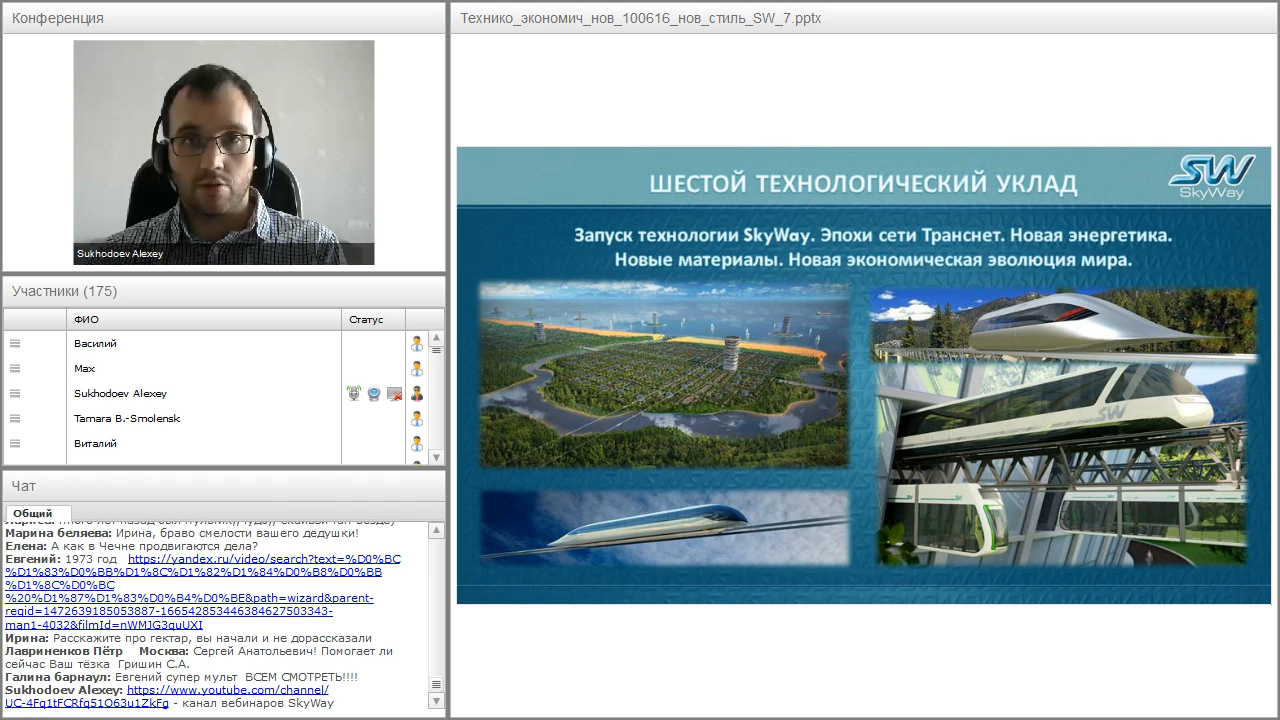 Конференция
Sukhodoev Alexey
Участники (175)
ФИО Статус
Василий
Max
Sukhodoev Alexey
Tamara B.-Smolensk
Виталий
Чат
Общий
Марина беляева: Ирина, браво смелости вашего дедушки!
Елена: А как в Чечне продвигаются дела?
Евгений: 1973 год https://yandex.ru/video/search?text=%D0%BC
%D1%83%D0%BB%D1%8C%D1%82%D1%84%D0%B8%D0%BB
%D1%8C%D0%BC
%20%D1%87%D1%83%D0%B4%D0%BE&path=wizard&parent-
reqid=1472639185053887-166542853446384627503343-
man1-4032&filmId=nWMJG3quUXI
Ирина: Расскажите про гектар, вы начали и не дорассказали
Лавриненков Пётр Москва: Сергей Анатольевич! Помогает ли
сейчас Ваш тёзка Гришин С.А.
Галина барнаул: Евгений супер мульт ВСЕМ СМОТРЕТЬ!!!!
Sukhodoev Alexey: https://www.youtube.com/channel/
UC-4Fq1tFCRfq51O63u1ZkFg - канал вебинаров SkyWay
Технико_экономич_нов_100616_нов_стиль_SW_7.pptx
ШЕСТОЙ ТЕХНОЛОГИЧЕСКИЙ УКЛАД
SW
SkyWay
Запуск технологии SkyWay. Эпохи сети Транснет. Новая энергетика.
Новые материалы. Новая экономическая эволюция мира.
SW